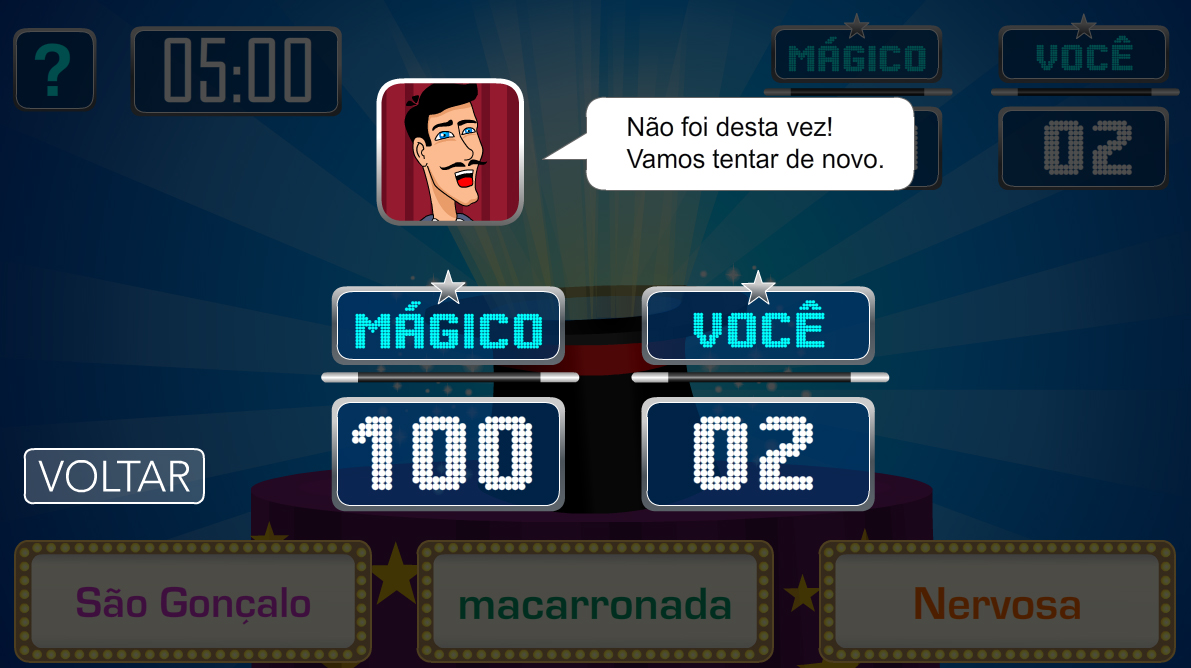 ?
05:00
MÁGICO
VOCÊ
02
Não foi desta vez!
Vamos tentar de novo.
MÁGICO
VOCÊ
100
02
VOLTAR
São Gonçalo
macarronada
Nervosa